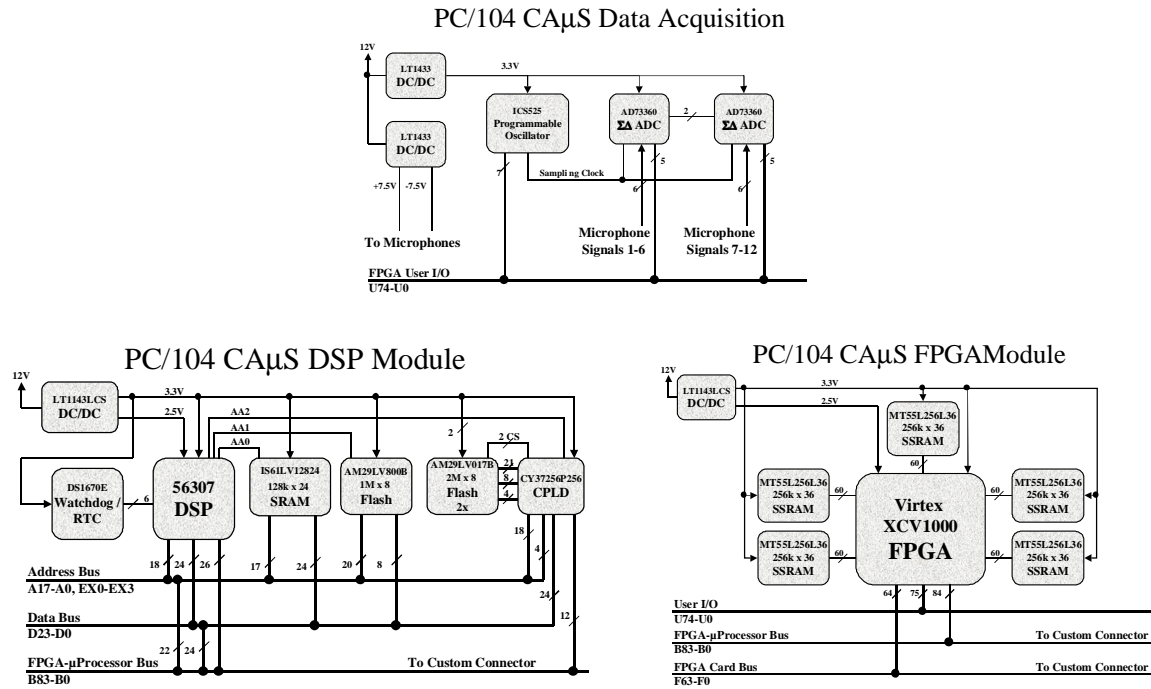 PC/104 CAµS Data Acquisition
12V
LT1433
DC/DC
3.3V
ICS525
Programmable
Oscillator
AD73360
ΣΔ ADC
2
AD73360
ΣΔ ADC
LT1433
DC/DC
+7.5V
-7.5V
7
Sampling Clock
5
6
5
6
To Microphones
Microphone
Signals 1-6
Microphone
Signals 7-12
FPGA User I/O
U74-U0
PC/104 CAµS DSP Module
12V
LT1143LCS
DC/DC
3.3V
2.5V
AA2
AA1
AA0
2
2 CS
DS1670E
Watchdog /
RTC
6
56307
DSP
IS61LV12824
128k x 24
SRAM
AM29LV800B
1M x 8
Flash
AM29LV017B
2M x 8
Flash
2x
21
8
4
CY37256P256
CPLD
18
24
26
17
24
20
8
18
4
24
12
Address Bus
A17-A0, EX0-EX3
Data Bus
D23-D0
22
24
FPGA-µProcessor Bus
To Custom Connector
B83-B0
PC/104 CAµS FPGAModule
12V
LT1143LCS
DC/DC
3.3V
2.5V
MT55L256L36
256k x 36
SSRAM
60
MT55L256L36
256k x 36
SSRAM
60
Virtex
XCV1000
FPGA
60
MT55L256L36
256k x 36
SSRAM
MT55L256L36
256k x 36
SSRAM
60
60
MT55L256L36
256k x 36
SSRAM
64
75
84
User I/O
U74-U0
FPGA-µProcessor Bus
To Custom Connector
B83-B0
FPGA Card Bus
To Custom Connector
F63-F0